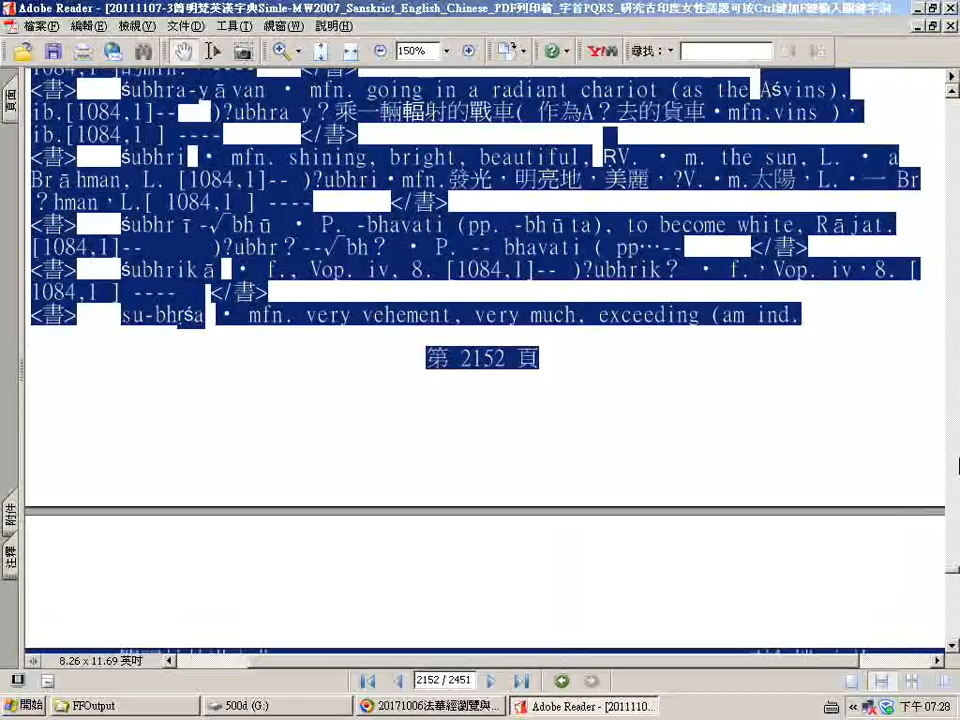 Adobe Reader - [20111107-3簡明梵英漢字典Simle-MW2007_Sanskrict_English_Chinese_PDF列印檔_字首PQRS_研究古印度女性議題可按Ctrl鍵加F鍵輸入關鍵字詞
檔案(F) 編輯(E) 檢視(V) 文件(D) 工具(T) 視窗(W) 說明(H)
150% Y! 尋找：
頁面
<書> śubhra-yāvan ‧ mfn. going in a radiant chariot (as the Aśvins),
ib.[1084,1]-- )?ubhra y？乘一輛輻射的戰車( 作為A？去的貨車‧mfn.vins )，
ib.[1084,1 ] ---- </書>
<書> śubhri ‧ mfn. shining, bright, beautiful, ṚV. ‧ m. the sun, L. ‧ a
Brāhman, L. [1084,1]-- )?ubhri‧mfn.發光，明亮地，美麗，?V.‧m.太陽，L.‧一 Br
？hman，L.[ 1084,1 ] ---- </書>
<書> śubhrī-√bhū ‧ P. -bhavati (pp. -bhūta), to become white, Rājat.
[1084,1]-- )?ubhr？--√bh？ ‧ P. -- bhavati ( pp…-- </書>
<書> śubhrikā ‧ f., Vop. iv, 8. [1084,1]-- )?ubhrik？ ‧ f.，Vop. iv，8. [
1084,1 ] ---- </書>
<書> su-bhṛśa ‧ mfn. very vehement, very much, exceeding (am ind.
第 2152 頁
附件
注釋
8.26 x 11.69 英吋
2152 / 2451
開始 FFOutput 500d (G:) 20171006法華經瀏覽與... Adobe Reader - [2011110... 下午 07:28